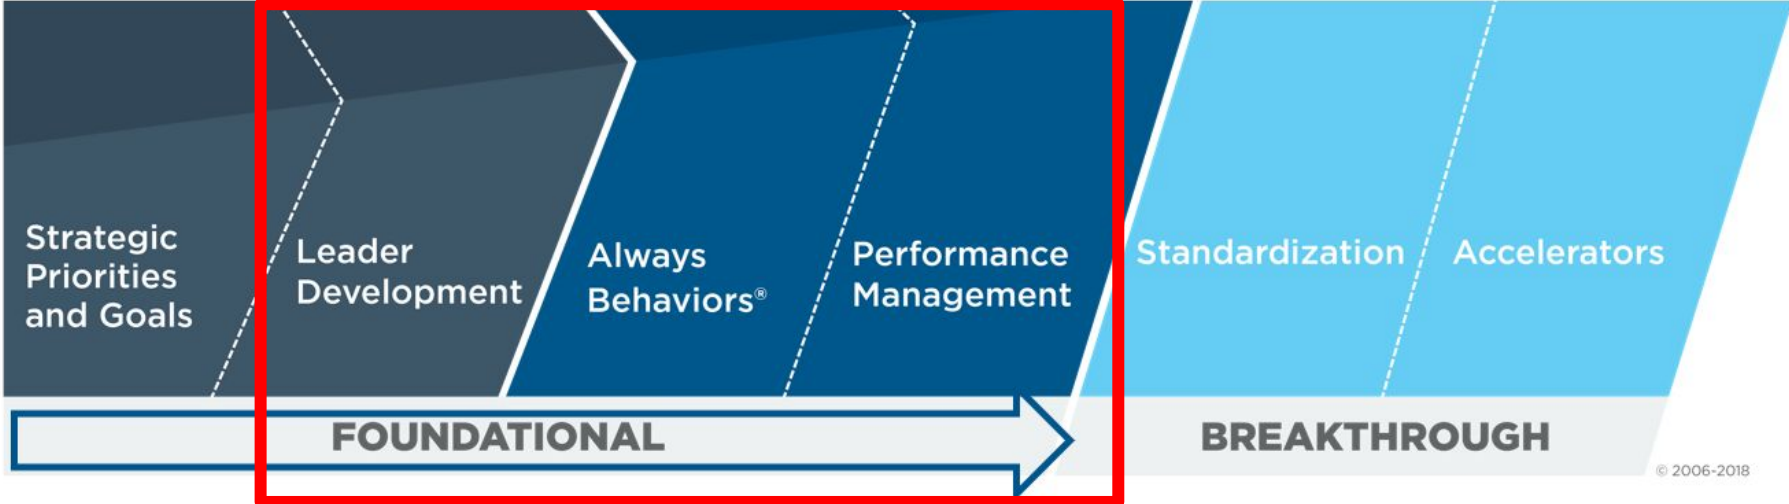 Strategic
Priorities
and Goals
Leader
Development
Always
Behaviors®
Performance
Management
Standardization
Accelerators
FOUNDATIONAL
BREAKTHROUGH
© 2006-2018